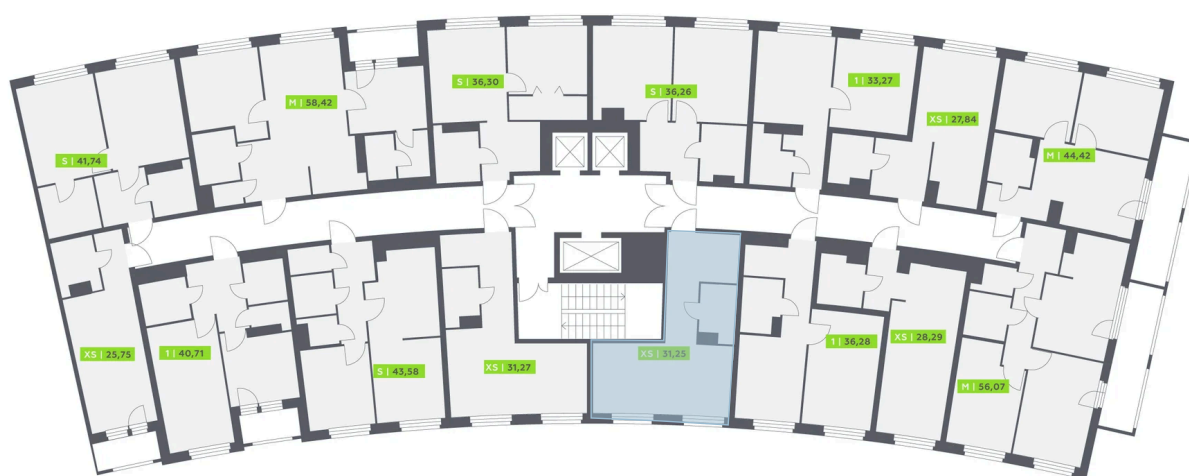 S | 41,74
M | 58,42
S | 36,30
S | 36,26
1 | 33,27
XS | 27,84
M | 44,42
XS | 25,75
1 | 40,71
S | 43,58
XS | 31,27
XS | 31,25
1 | 36,28
XS | 28,29
M | 56,07